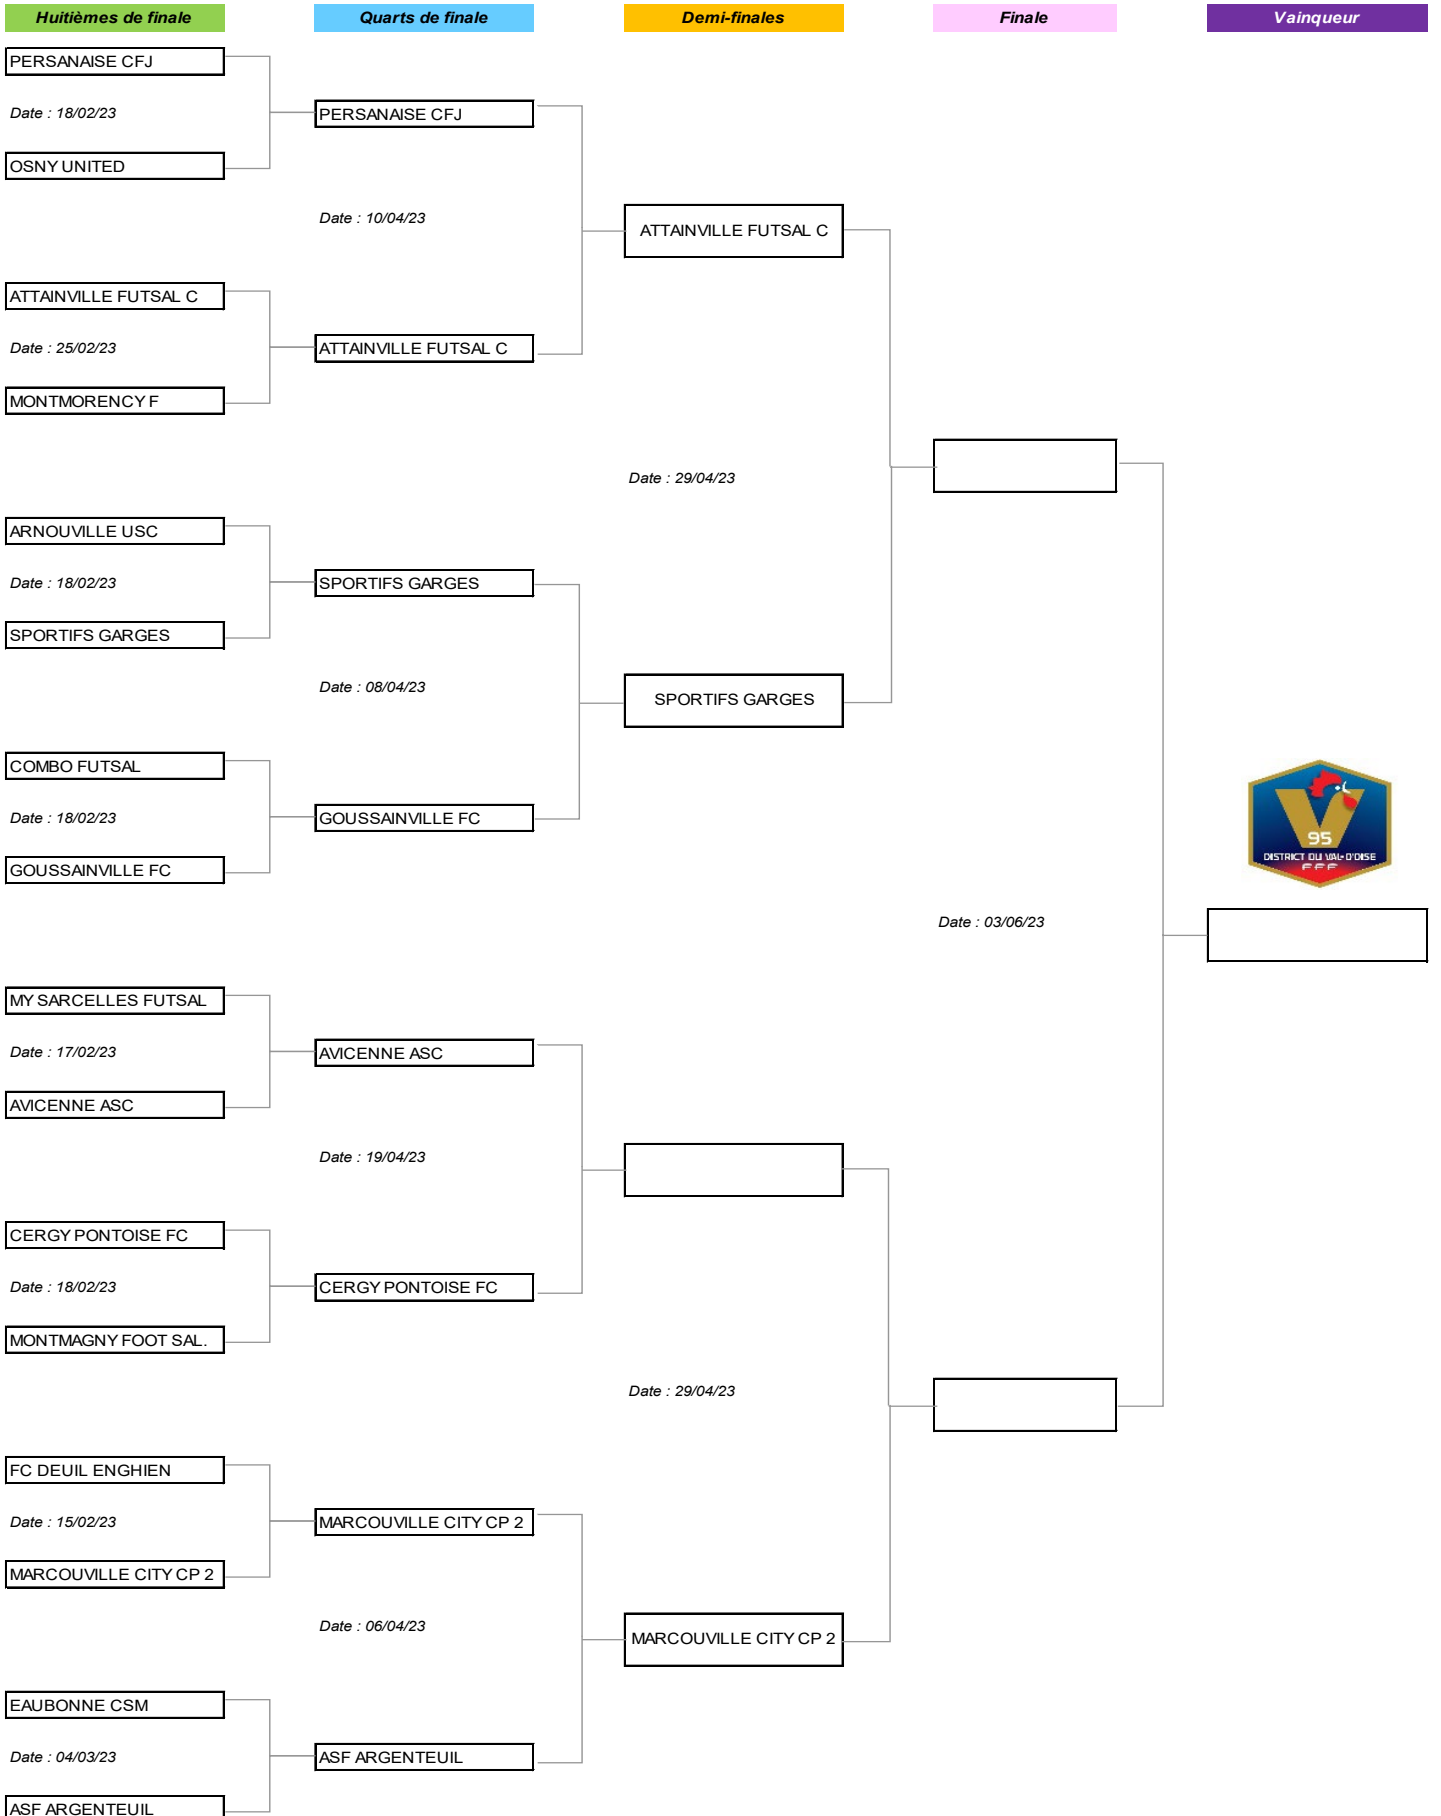 Huitièmes de finale
Quarts de finale
Demi-finales
Finale
Vainqueur
PERSANAISE CFJ
Date : 18/02/23
PERSANAISE CFJ
OSNY UNITED
Date : 10/04/23
ATTAINVILLE FUTSAL C
ATTAINVILLE FUTSAL C
Date : 25/02/23
ATTAINVILLE FUTSAL C
MONTMORENCY F
Date : 29/04/23
ARNOUVILLE USC
Date : 18/02/23
SPORTIFS GARGES
SPORTIFS GARGES
Date : 08/04/23
SPORTIFS GARGES
COMBO FUTSAL
Date : 18/02/23
GOUSSAINVILLE FC
GOUSSAINVILLE FC
V
95
DISTRICT DU VAL-D'OISE
FFF
Date : 03/06/23
MY SARCELLES FUTSAL
Date : 17/02/23
AVICENNE ASC
AVICENNE ASC
Date : 19/04/23
CERGY PONTOISE FC
Date : 18/02/23
CERGY PONTOISE FC
MONTMAGNY FOOT SAL.
Date : 29/04/23
FC DEUIL ENGHIEN
Date : 15/02/23
MARCOUVILLE CITY CP 2
MARCOUVILLE CITY CP 2
Date : 06/04/23
MARCOUVILLE CITY CP 2
EAUBONNE CSM
Date : 04/03/23
ASF ARGENTEUIL
ASF ARGENTEUIL